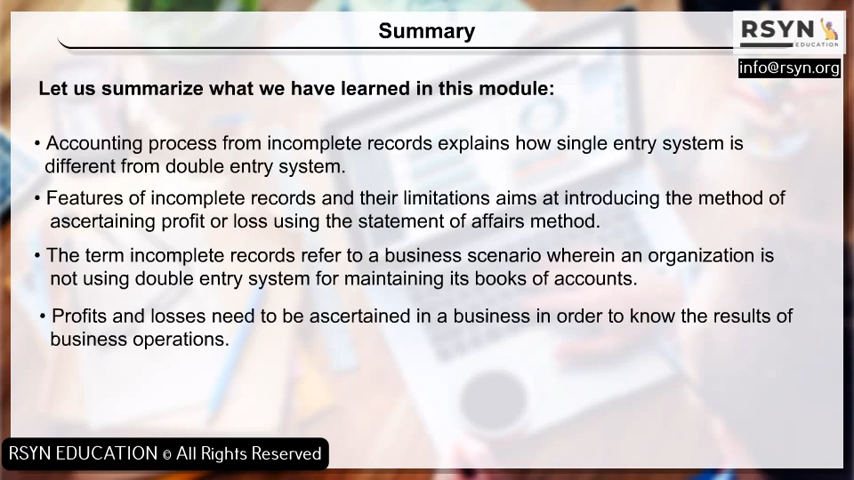 Summary
RSYN
EDUCATION
info@rsyn.org
Let us summarize what we have learned in this module:
• Accounting process from incomplete records explains how single entry system is
different from double entry system.
• Features of incomplete records and their limitations aims at introducing the method of
ascertaining profit or loss using the statement of affairs method.
• The term incomplete records refer to a business scenario wherein an organization is
not using double entry system for maintaining its books of accounts.
• Profits and losses need to be ascertained in a business in order to know the results of
business operations.
RSYN EDUCATION © All Rights Reserved